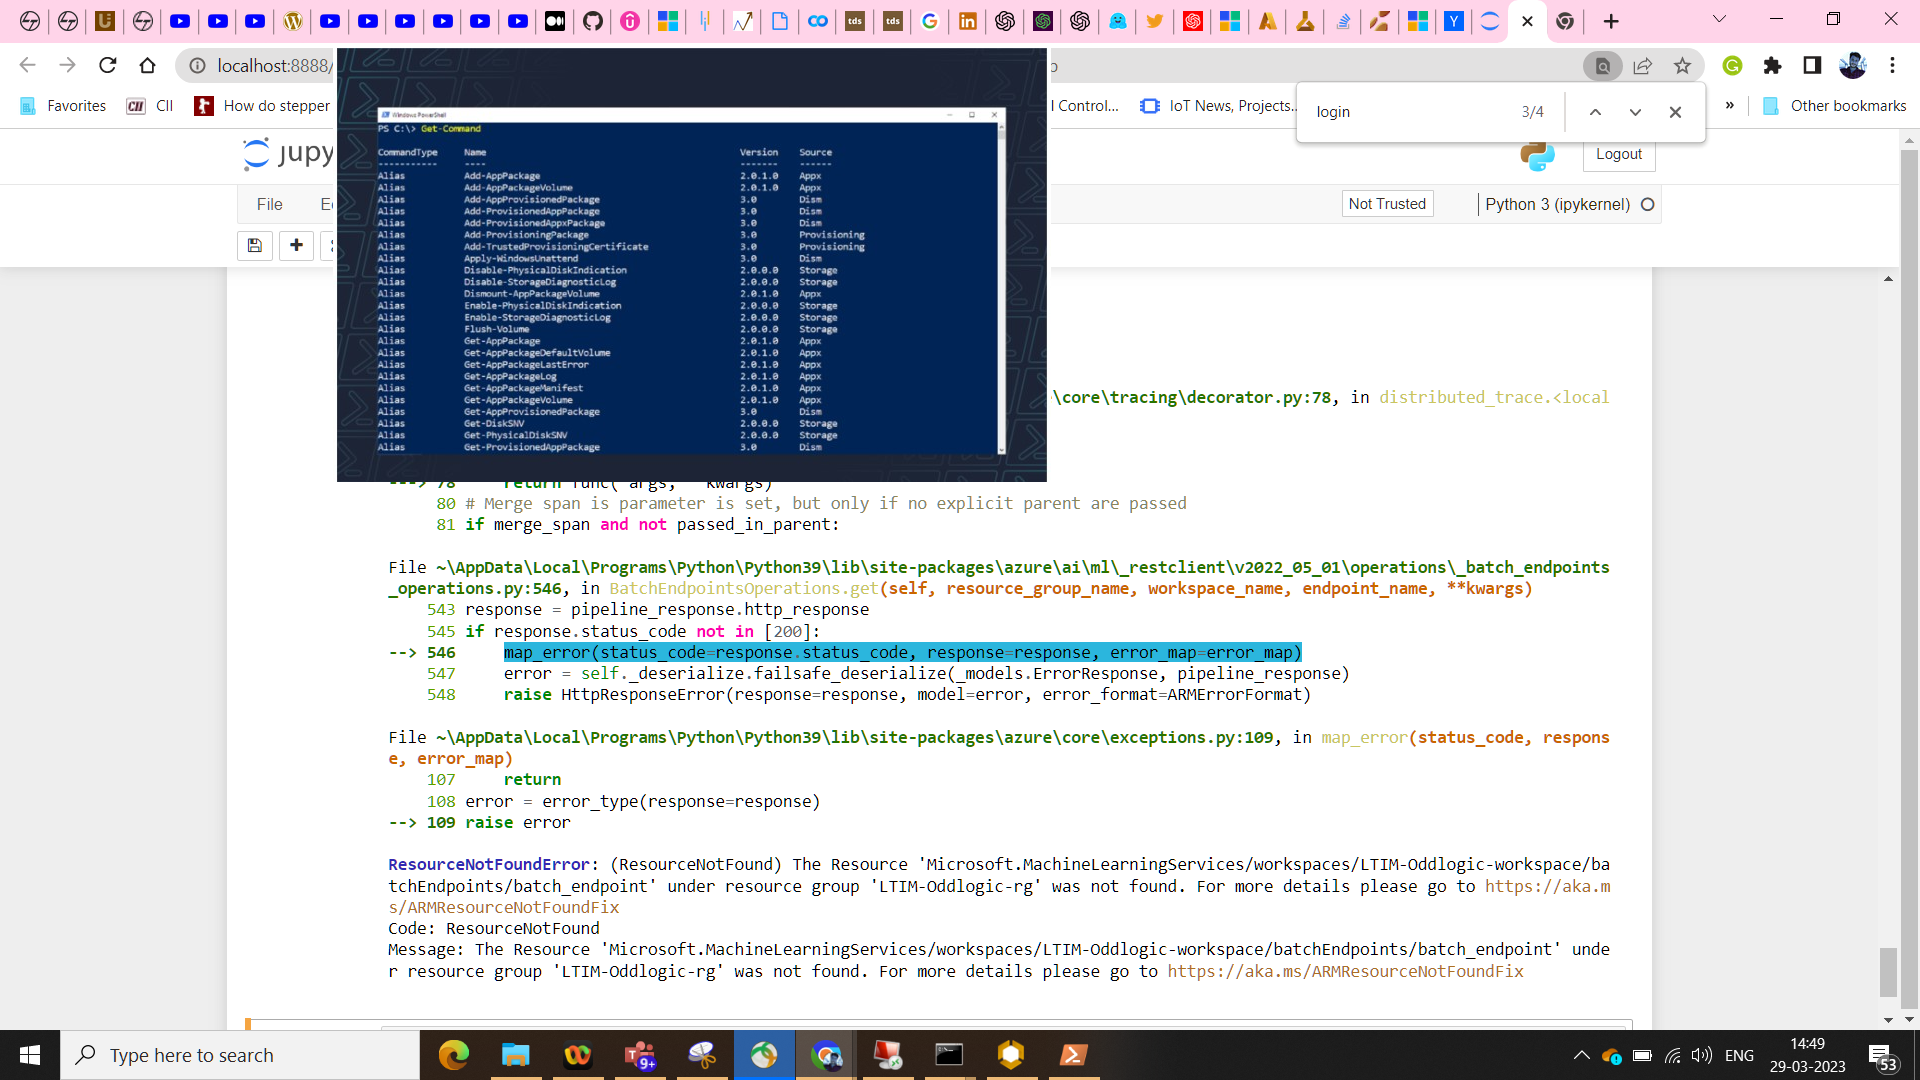 localhost:8888/
Favorites
CII
How do stepper
l Control...
IoT News, Projects...
»
Other bookmarks
login
3/4
jupy
Logout
File
Not Trusted
Python 3 (ipykernel)
Windows PowerShell
PS C:\> Get-Command
CommandType Name Version Source
----------- ---- ------- ------
Alias Add-AppPackage 2.0.1.0 Appx
Alias Add-AppPackageVolume 2.0.1.0 Appx
Alias Add-AppProvisionedPackage 3.0 Dism
Alias Add-ProvisionedAppPackage 3.0 Dism
Alias Add-ProvisionedAppxPackage 3.0 Dism
Alias Add-ProvisioningPackage 3.0 Provisioning
Alias Add-TrustedProvisioningCertificate 3.0 Provisioning
Alias Apply-WindowsUnattend 3.0 Dism
Alias Disable-PhysicalDiskIndication 2.0.0.0 Storage
Alias Disable-StorageDiagnosticLog 2.0.0.0 Storage
Alias Dismount-AppPackageVolume 2.0.1.0 Appx
Alias Enable-PhysicalDiskIndication 2.0.0.0 Storage
Alias Enable-StorageDiagnosticLog 2.0.0.0 Storage
Alias Flush-Volume 2.0.0.0 Storage
Alias Get-AppPackage 2.0.1.0 Appx
Alias Get-AppPackageDefaultVolume 2.0.1.0 Appx
Alias Get-AppPackageLastError 2.0.1.0 Appx
Alias Get-AppPackageLog 2.0.1.0 Appx
Alias Get-AppPackageManifest 2.0.1.0 Appx
Alias Get-AppPackageVolume 2.0.1.0 Appx
Alias Get-AppProvisionedPackage 3.0 Dism
Alias Get-DiskSNV 2.0.0.0 Storage
Alias Get-PhysicalDiskSNV 2.0.0.0 Storage
Alias Get-ProvisionedAppPackage 3.0 Dism
\core\tracing\decorator.py:78, in distributed_trace.<local
---> 78 return func(*args, **kwargs)
80 # Merge span is parameter is set, but only if no explicit parent are passed
81 if merge_span and not passed_in_parent:
File ~\AppData\Local\Programs\Python\Python39\lib\site-packages\azure\ai\ml\_restclient\v2022_05_01\operations\_batch_endpoints
_operations.py:546, in BatchEndpointsOperations.get(self, resource_group_name, workspace_name, endpoint_name, **kwargs)
543 response = pipeline_response.http_response
545 if response.status_code not in [200]:
--> 546 map_error(status_code=response.status_code, response=response, error_map=error_map)
547 error = self._deserialize.failsafe_deserialize(_models.ErrorResponse, pipeline_response)
548 raise HttpResponseError(response=response, model=error, error_format=ARMErrorFormat)
File ~\AppData\Local\Programs\Python\Python39\lib\site-packages\azure\core\exceptions.py:109, in map_error(status_code, respons
e, error_map)
107 return
108 error = error_type(response=response)
--> 109 raise error
ResourceNotFoundError: (ResourceNotFound) The Resource 'Microsoft.MachineLearningServices/workspaces/LTIM-Oddlogic-workspace/ba
tchEndpoints/batch_endpoint' under resource group 'LTIM-Oddlogic-rg' was not found. For more details please go to https://aka.m
s/ARMResourceNotFoundFix
Code: ResourceNotFound
Message: The Resource 'Microsoft.MachineLearningServices/workspaces/LTIM-Oddlogic-workspace/batchEndpoints/batch_endpoint' unde
r resource group 'LTIM-Oddlogic-rg' was not found. For more details please go to https://aka.ms/ARMResourceNotFoundFix
Type here to search
ENG
14:49
29-03-2023
53